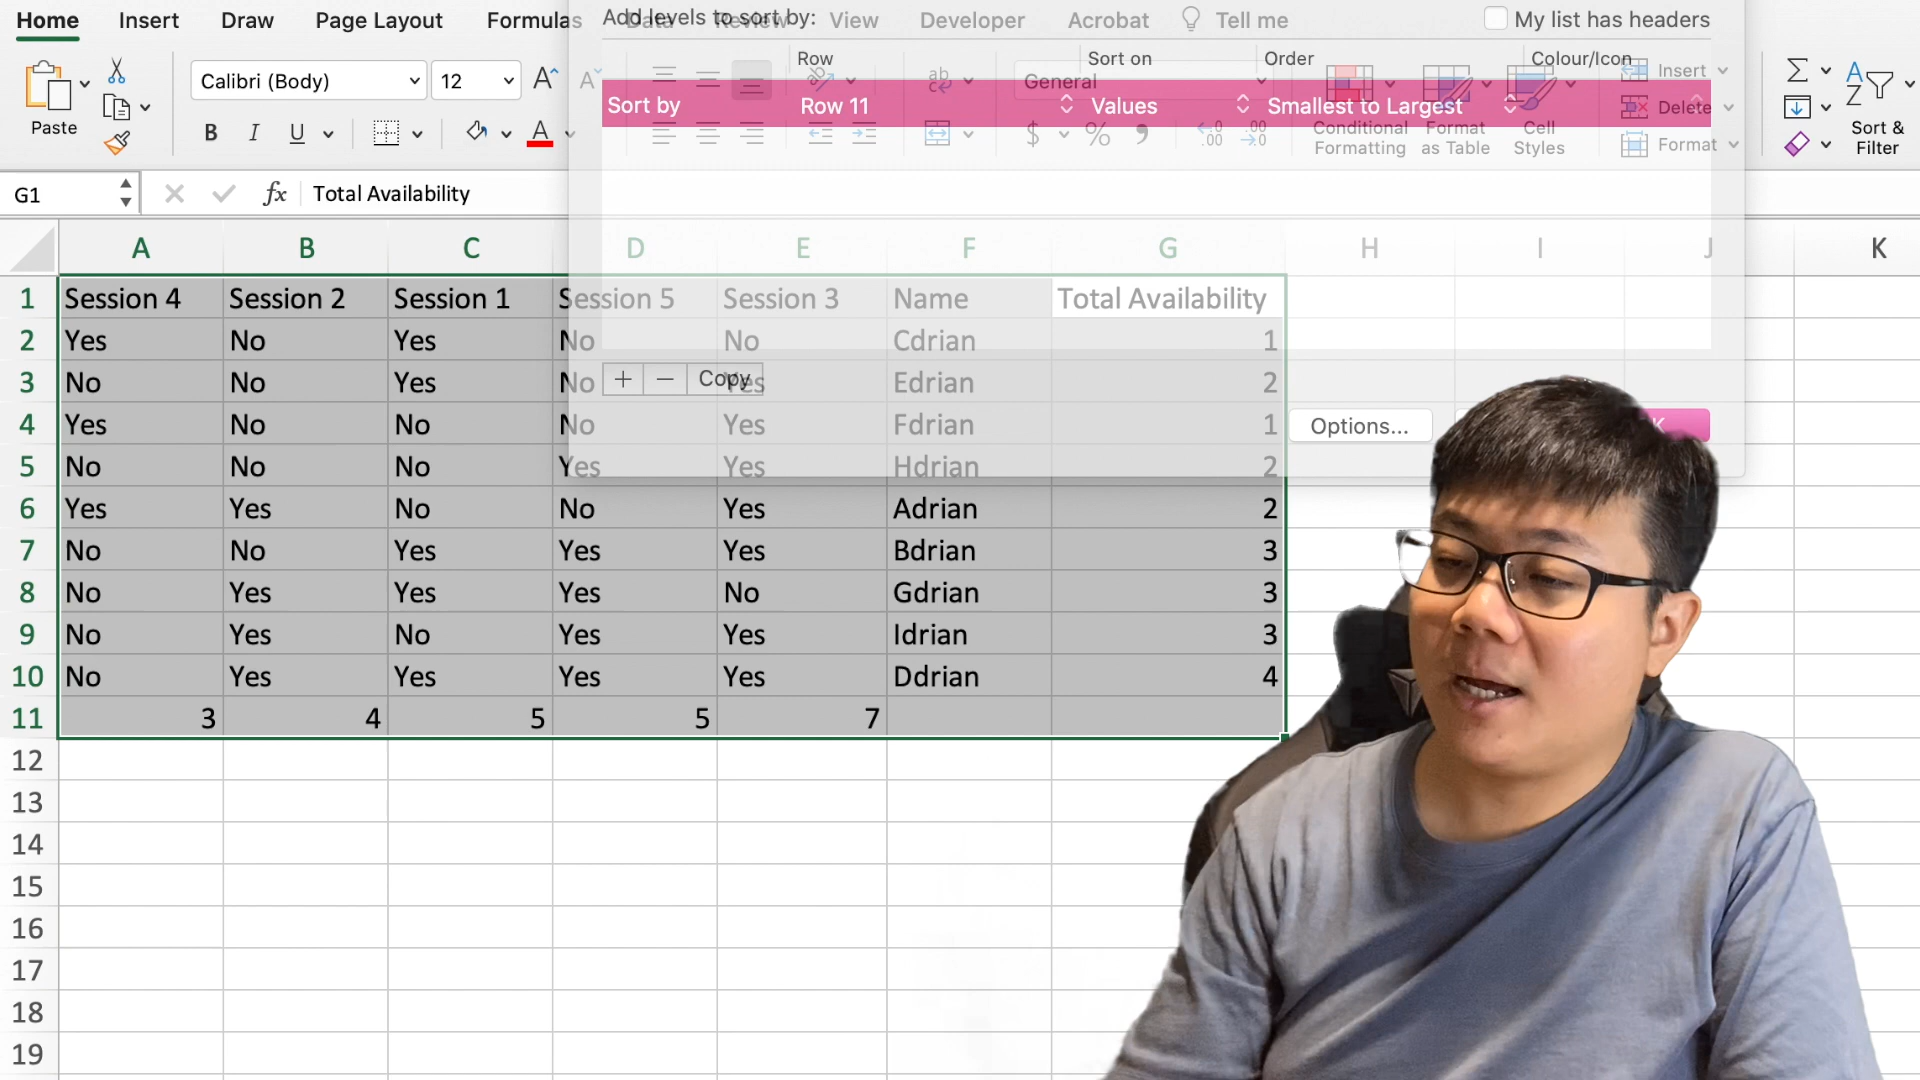 Home Insert Draw Page Layout Formulas Data Review View Developer Acrobat Tell me
Add levels to sort by:
My list has headers
Row Sort on Order Colour/Icon
Sort by Row 11 Values Smallest to Largest
Paste
Calibri (Body) 12
General
Conditional Formatting
Format as Table
Cell Styles
Insert
Delete
Format
Sort & Filter
G1 fx Total Availability
A B C D E F G H I J K
1 Session 4 Session 2 Session 1 Session 5 Session 3 Name Total Availability
2 Yes No Yes No No Cdrian 1
3 No No Yes No Yes Edrian 2
4 Yes No No No Yes Fdrian 1
5 No No No Yes Yes Hdrian 2
6 Yes Yes No No Yes Adrian 2
7 No No Yes Yes Yes Bdrian 3
8 No Yes Yes Yes No Gdrian 3
9 No Yes No Yes Yes Idrian 3
10 No Yes Yes Yes Yes Ddrian 4
11 3 4 5 5 7
+ − Copy
Options...
12
13
14
15
16
17
18
19